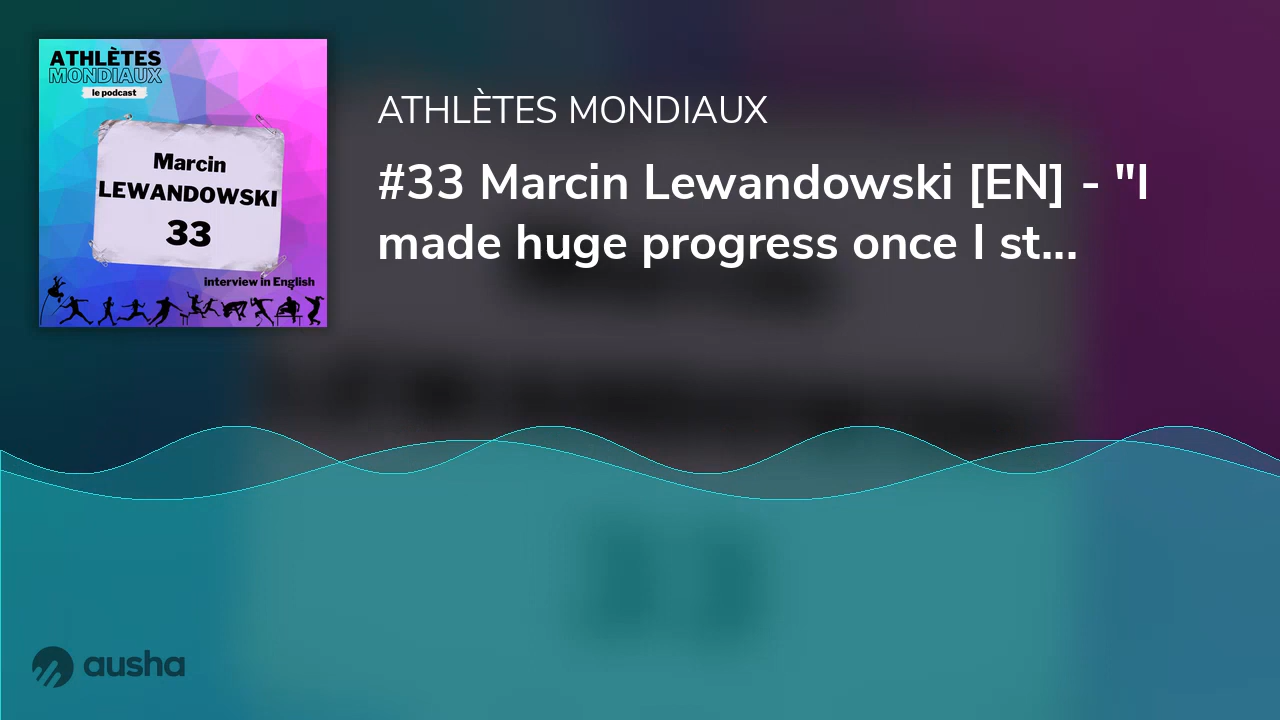 ATHLÈTES
MONDIAUX
le podcast
Marcin
LEWANDOWSKI
33
interview in English
ATHLÈTES MONDIAUX
#33 Marcin Lewandowski [EN] - "I
made huge progress once I st...
ausha